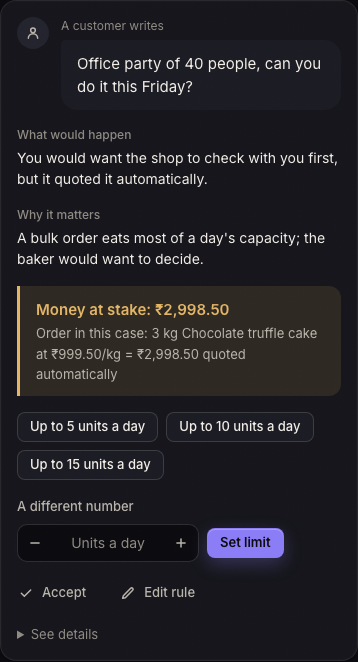 A customer writes
Office party of 40 people, can you
do it this Friday?
What would happen
You would want the shop to check with you first,
but it quoted it automatically.
Why it matters
A bulk order eats most of a day's capacity; the
baker would want to decide.
Money at stake: ₹2,998.50
Order in this case: 3 kg Chocolate truffle cake
at ₹999.50/kg = ₹2,998.50 quoted
automatically
Up to 5 units a day
Up to 10 units a day
Up to 15 units a day
A different number
− Units a day +
Set limit
Accept
Edit rule
See details